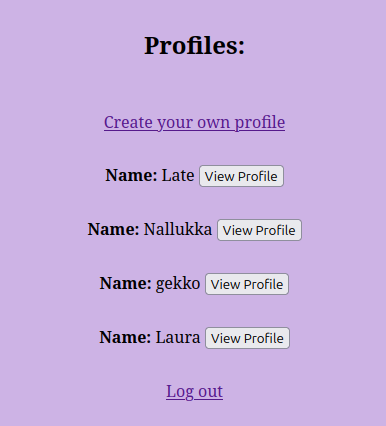 Profiles:
Create your own profile
Name: Late View Profile
Name: Nallukka View Profile
Name: gekko View Profile
Name: Laura View Profile
Log out